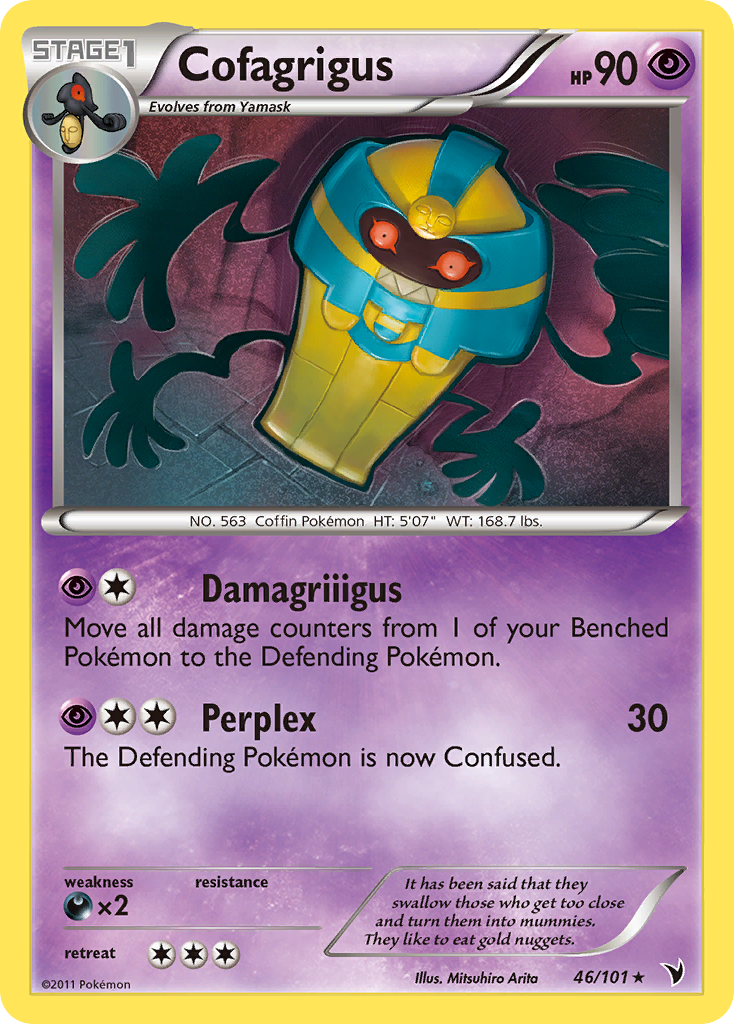 STAGE1
Cofagrigus
HP90
Evolves from Yamask
NO. 563 Coffin Pokémon HT: 5'07" WT: 168.7 lbs.
Damagriiigus
Move all damage counters from 1 of your Benched
Pokémon to the Defending Pokémon.
Perplex 30
The Defending Pokémon is now Confused.
weakness resistance
×2
retreat
It has been said that they
swallow those who get too close
and turn them into mummies.
They like to eat gold nuggets.
Illus. Mitsuhiro Arita 46/101 ★
©2011 Pokémon